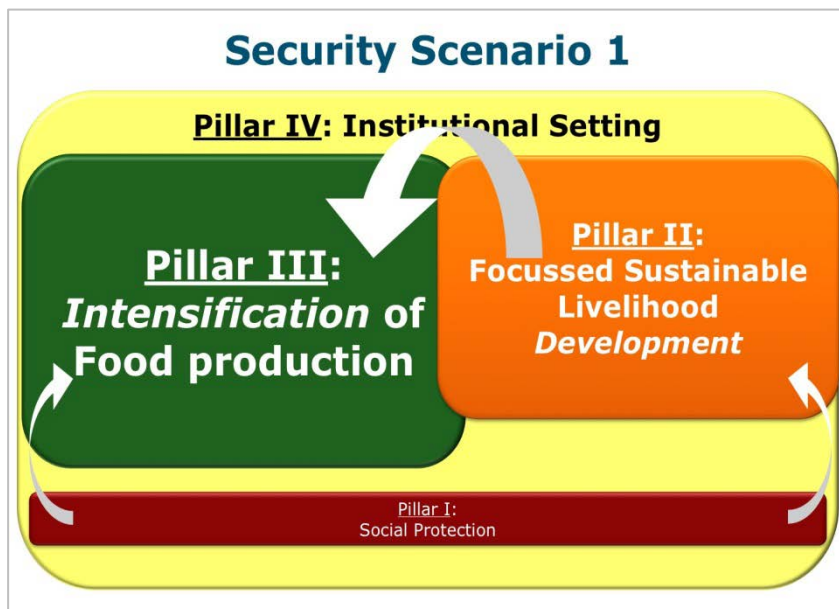 Security Scenario 1
Pillar IV: Institutional Setting
Pillar III:
Intensification of
Food production
Pillar II:
Focussed Sustainable
Livelihood
Development
Pillar I:
Social Protection